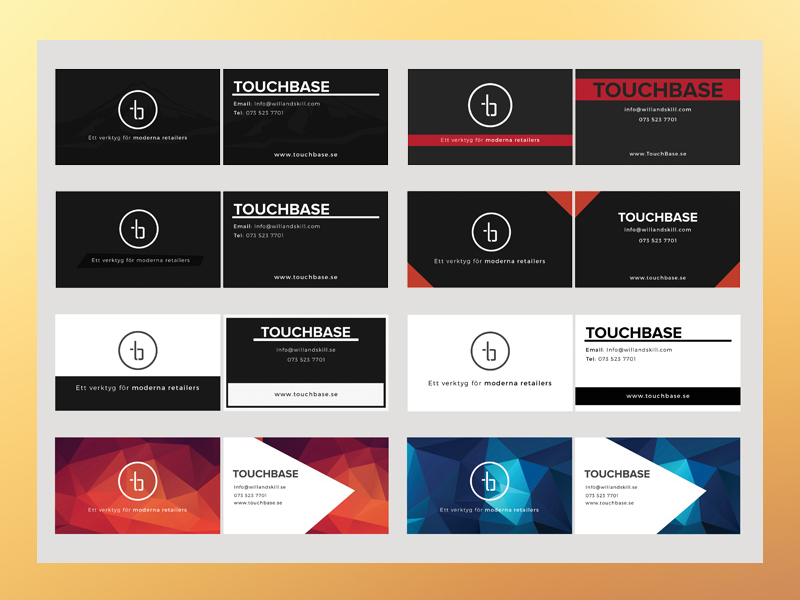 b
Ett verktyg för moderna retailers
TOUCHBASE
Email: Info@willandskill.com
Tel: 073 523 7701
www.touchbase.se
b
Ett verktyg för moderna retailers
TOUCHBASE
info@willandskill.com
073 523 7701
www.TouchBase.se
b
Ett verktyg för moderna retailers
TOUCHBASE
Email: Info@willandskill.com
Tel: 073 523 7701
www.touchbase.se
b
Ett verktyg för moderna retailers
TOUCHBASE
info@willandskill.com
073 523 7701
www.touchbase.se
b
Ett verktyg för moderna retailers
TOUCHBASE
info@willandskill.se
073 523 7701
www.touchbase.se
b
Ett verktyg för moderna retailers
TOUCHBASE
Email: Info@willandskill.com
Tel: 073 523 7701
www.touchbase.se
b
Ett verktyg för moderna retailers
TOUCHBASE
info@willandskill.se
073 523 7701
www.touchbase.se
b
Ett verktyg för moderna retailers
TOUCHBASE
info@willandskill.se
073 523 7701
www.touchbase.se